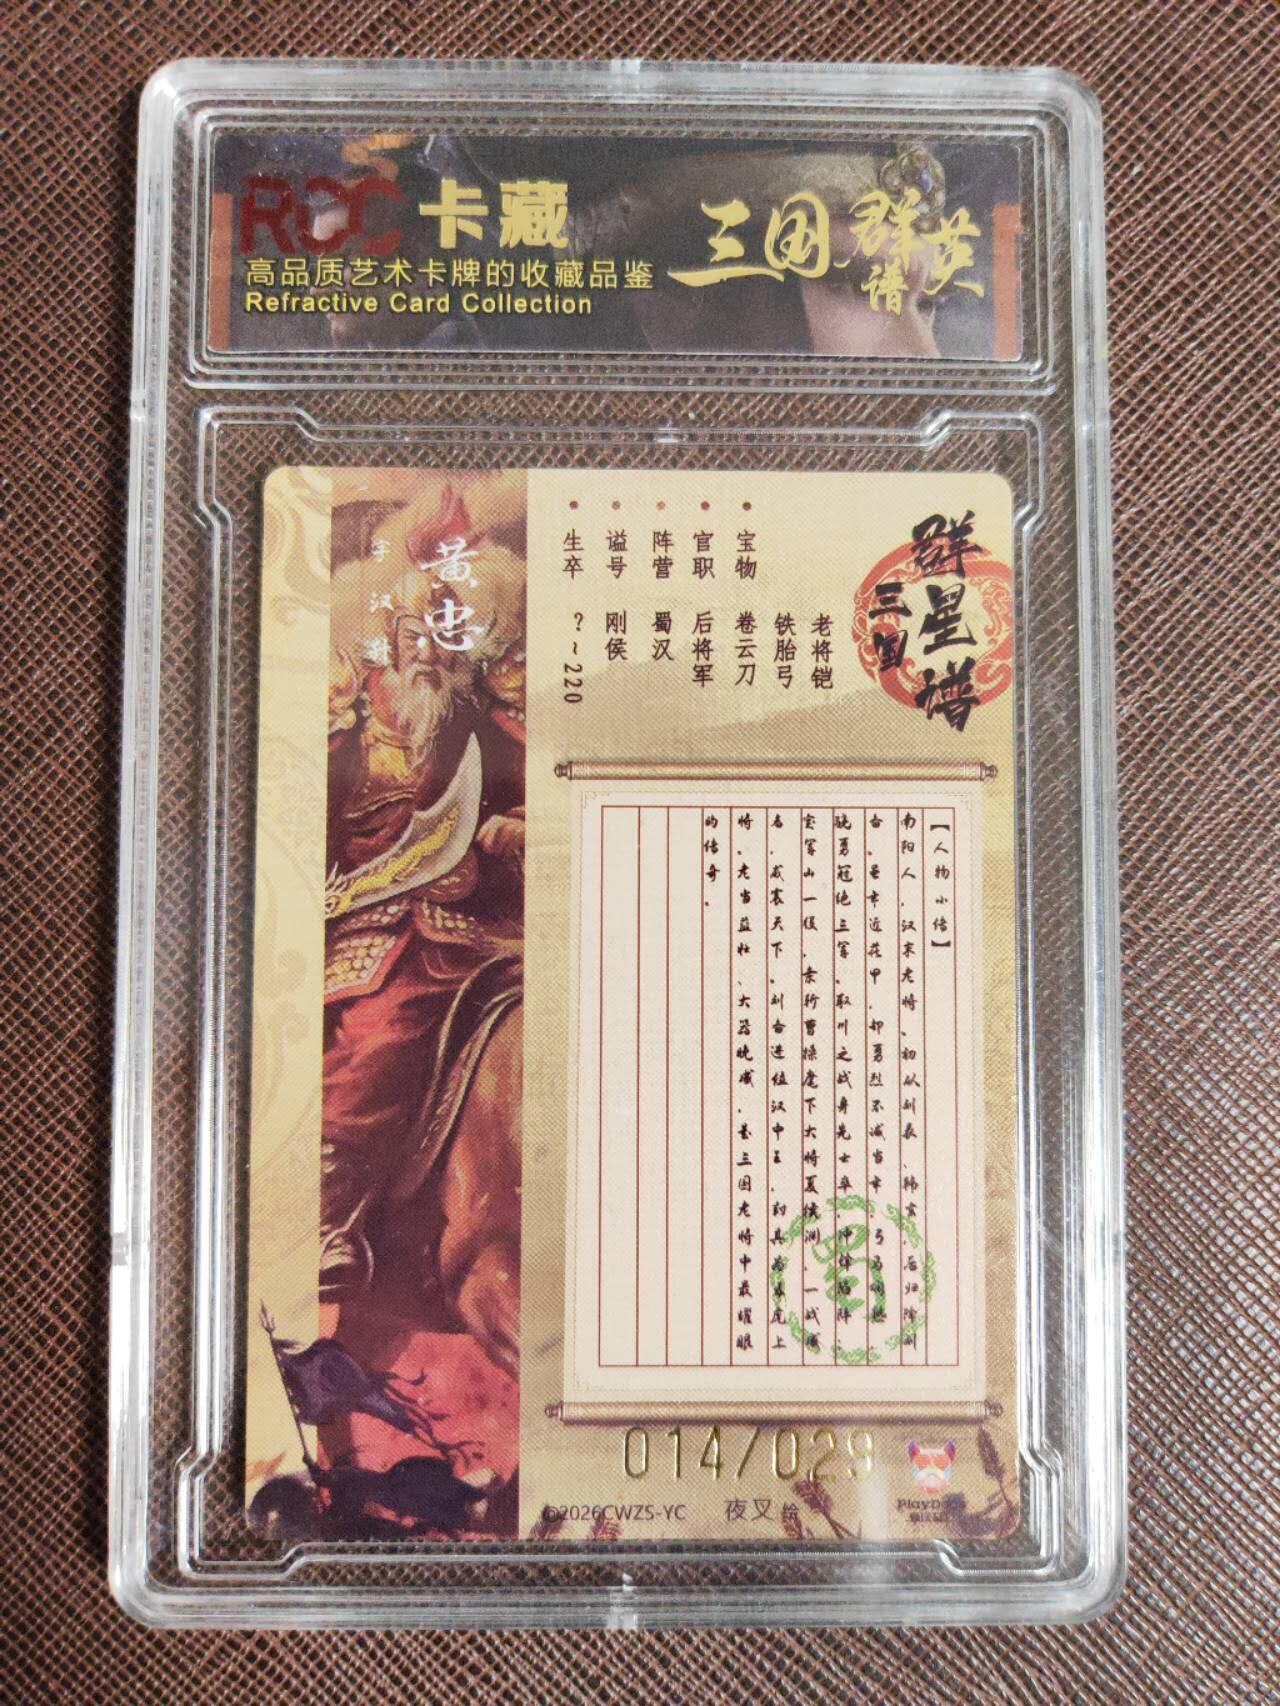 ROC 卡藏
高品质艺术卡牌的收藏品鉴
Refractive Card Collection
三国群英谱
三国
群星谱
宝物 卷云刀
铁胎弓
老将铠
官职 后将军
阵营 蜀汉
谥号 刚侯
生卒 ？~220
黄忠
字汉升
【人物小传】
南阳人，汉末老将。初从刘表、韩玄，后归降刘
备。虽年近花甲，却勇烈不减当年，弓马娴熟
骁勇冠绝三军。取川之战身先士卒，冲锋陷阵，
定军山一役，亲斩曹操麾下大将夏侯渊，一战成
名，威震天下。刘备进位汉中王，封其为五虎上
将。老当益壮、大器晚成，是三国老将中最耀眼
的传奇。
蜀
014/029
©2026CWZS-YC 夜叉 绘
PlayDogs